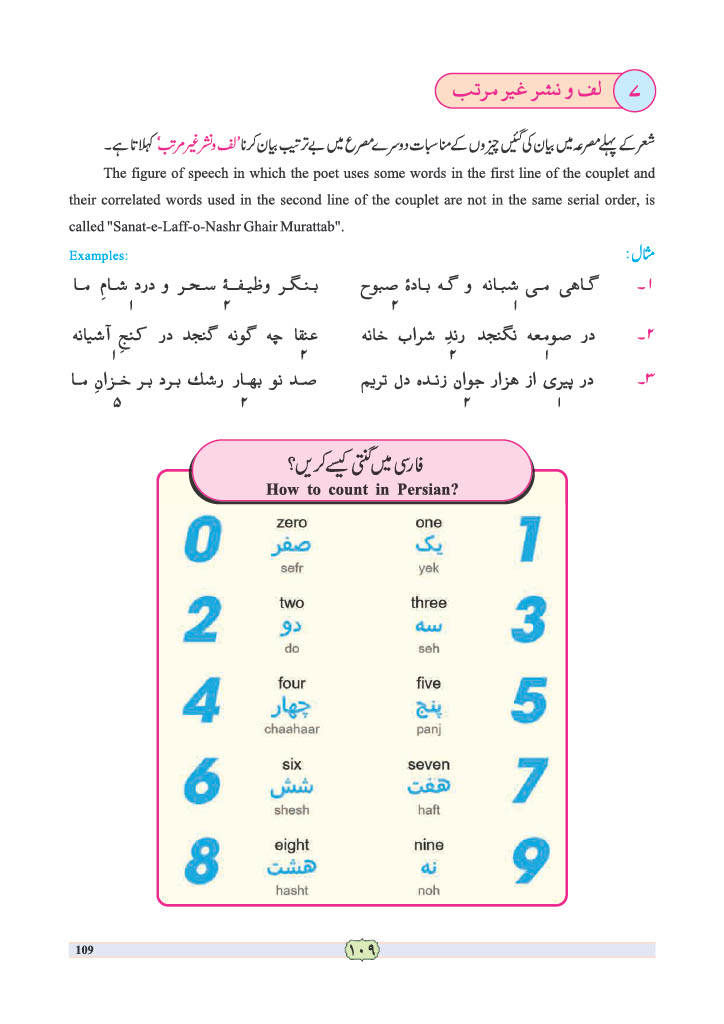 ۷ لف و نشر غیر مرتب
شعر کے پہلے مصرعہ میں بیان کی گئیں چیزوں کے مناسبات دوسرے مصرع میں بے ترتیب بیان کرنا ’لف و نشر غیر مرتب‘ کہلاتا ہے۔
The figure of speech in which the poet uses some words in the first line of the couplet and
their correlated words used in the second line of the couplet are not in the same serial order, is
called "Sanat-e-Laff-o-Nashr Ghair Murattab".
Examples: مثال:
۱۔ گاهی می شبانه و گه بادۀ صبوح بنگر وظیفۀ سحر و درد شامِ ما
۱ ۲ ۲ ۱
۲۔ در صومعه نگنجد رندِ شراب خانه عنقا چه گونه گنجد در کنجِ آشیانه
۱ ۲ ۲ ۱
۳۔ در پیری از هزار جوان زنده دل تریم صد نو بهار رشك برد بر خزانِ ما
۱ ۲ ۲ ۵
فارسی میں گنتی کیسے کریں؟
How to count in Persian?
0 zero one 1
صفر یک
sefr yek
2 two three 3
دو سه
do seh
4 four five 5
چهار پنج
chaahaar panj
6 six seven 7
شش هفت
shesh haft
8 eight nine 9
هشت نه
hasht noh
109 ۱۰۹